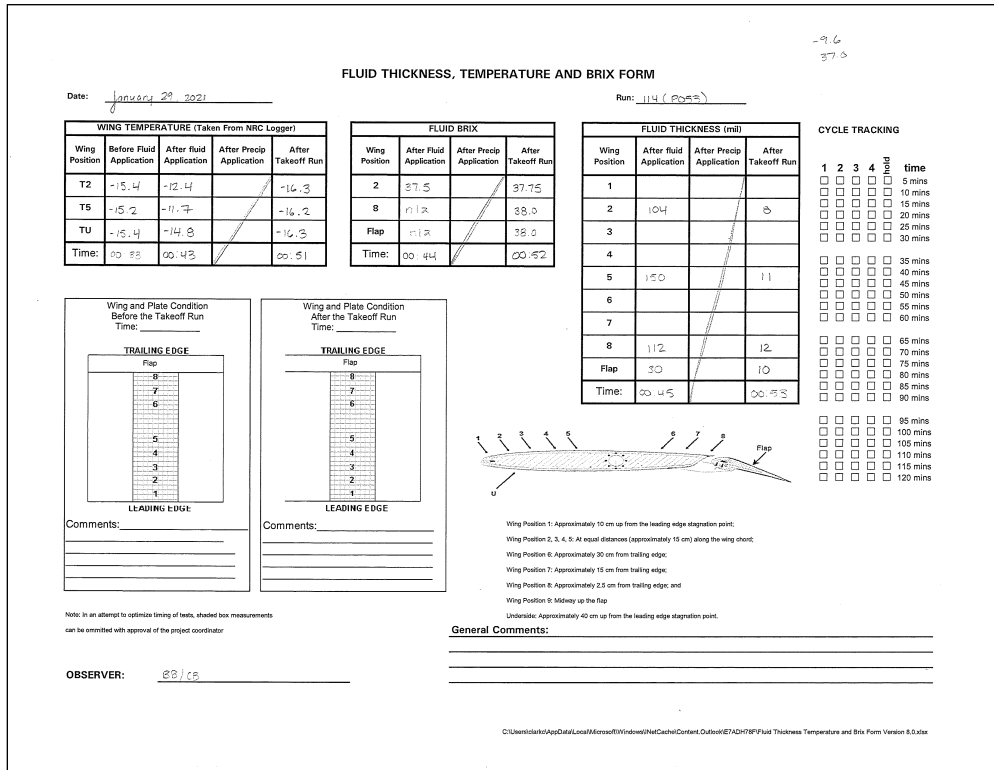 -9.6
37.0
FLUID THICKNESS, TEMPERATURE AND BRIX FORM
Date: January 29, 2021
Run: 114 (P053)
WING TEMPERATURE (Taken From NRC Logger)
Wing Position Before Fluid Application After fluid Application After Precip Application After Takeoff Run
T2 -15.4 -12.4 -16.3
T5 -15.2 -11.7 -16.2
TU -15.4 -14.8 -16.3
Time: 00:38 00:43 00:51
FLUID BRIX
Wing Position After Fluid Application After Precip Application After Takeoff Run
2 37.5 37.75
8 n/a 38.0
Flap n/a 38.0
Time: 00:44 00:52
FLUID THICKNESS (mil)
Wing Position After fluid Application After Precip Application After Takeoff Run
1
2 104 8
3
4
5 150 11
6
7
8 112 12
Flap 30 10
Time: 00:45 00:53
CYCLE TRACKING
1 2 3 4 hold time
5 mins
10 mins
15 mins
20 mins
25 mins
30 mins
35 mins
40 mins
45 mins
50 mins
55 mins
60 mins
65 mins
70 mins
75 mins
80 mins
85 mins
90 mins
95 mins
100 mins
105 mins
110 mins
115 mins
120 mins
Wing and Plate Condition
Before the Takeoff Run
Time:
TRAILING EDGE
Flap
8
7
6
5
4
3
2
1
LEADING EDGE
Comments:
Wing and Plate Condition
After the Takeoff Run
Time:
TRAILING EDGE
Flap
8
7
6
5
4
3
2
1
LEADING EDGE
Comments:
1 2 3 4 5 6 7 8 Flap
U
Wing Position 1: Approximately 10 cm up from the leading edge stagnation point;
Wing Position 2, 3, 4, 5: At equal distances (approximately 15 cm) along the wing chord;
Wing Position 6: Approximately 30 cm from trailing edge;
Wing Position 7: Approximately 15 cm from trailing edge;
Wing Position 8: Approximately 2.5 cm from trailing edge; and
Wing Position 9: Midway up the flap
Underside: Approximately 40 cm up from the leading edge stagnation point.
Note: In an attempt to optimize timing of tests, shaded box measurements
can be ommitted with approval of the project coordinator
General Comments:
OBSERVER: BB/CB
C:\Users\clarkc\AppData\Local\Microsoft\Windows\INetCache\Content.Outlook\E7ADH78F\Fluid Thickness Temperature and Brix Form Version 8.0.xlsx